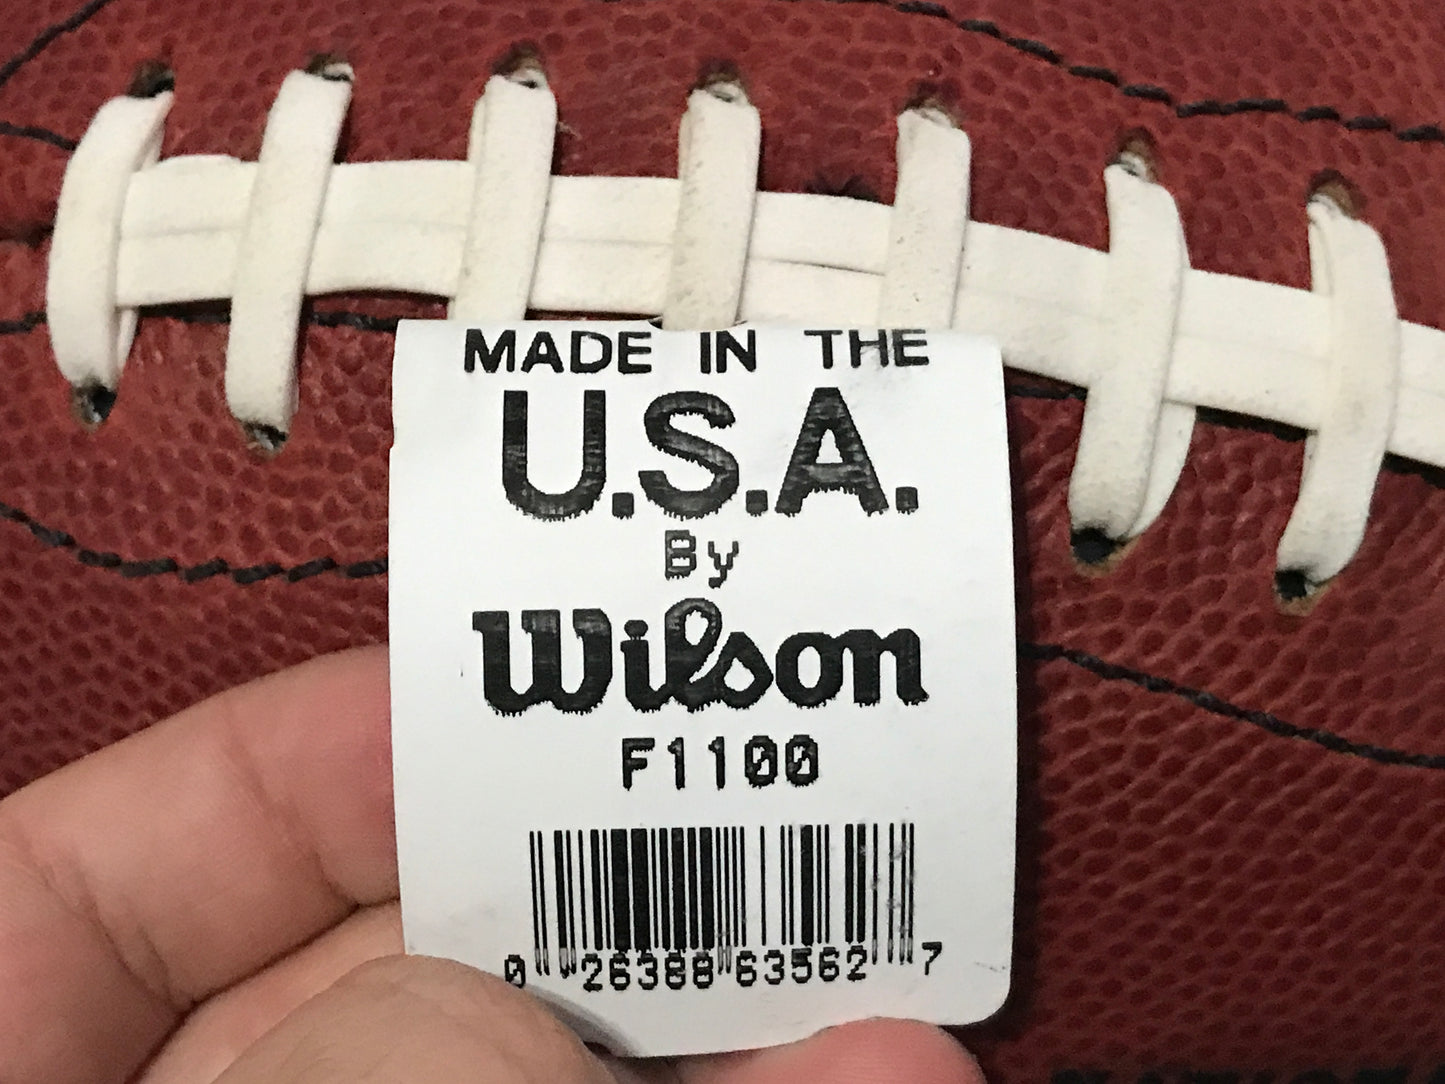 MADE IN THE
U.S.A.
By
Wilson
F1100
0 26388 63562 7